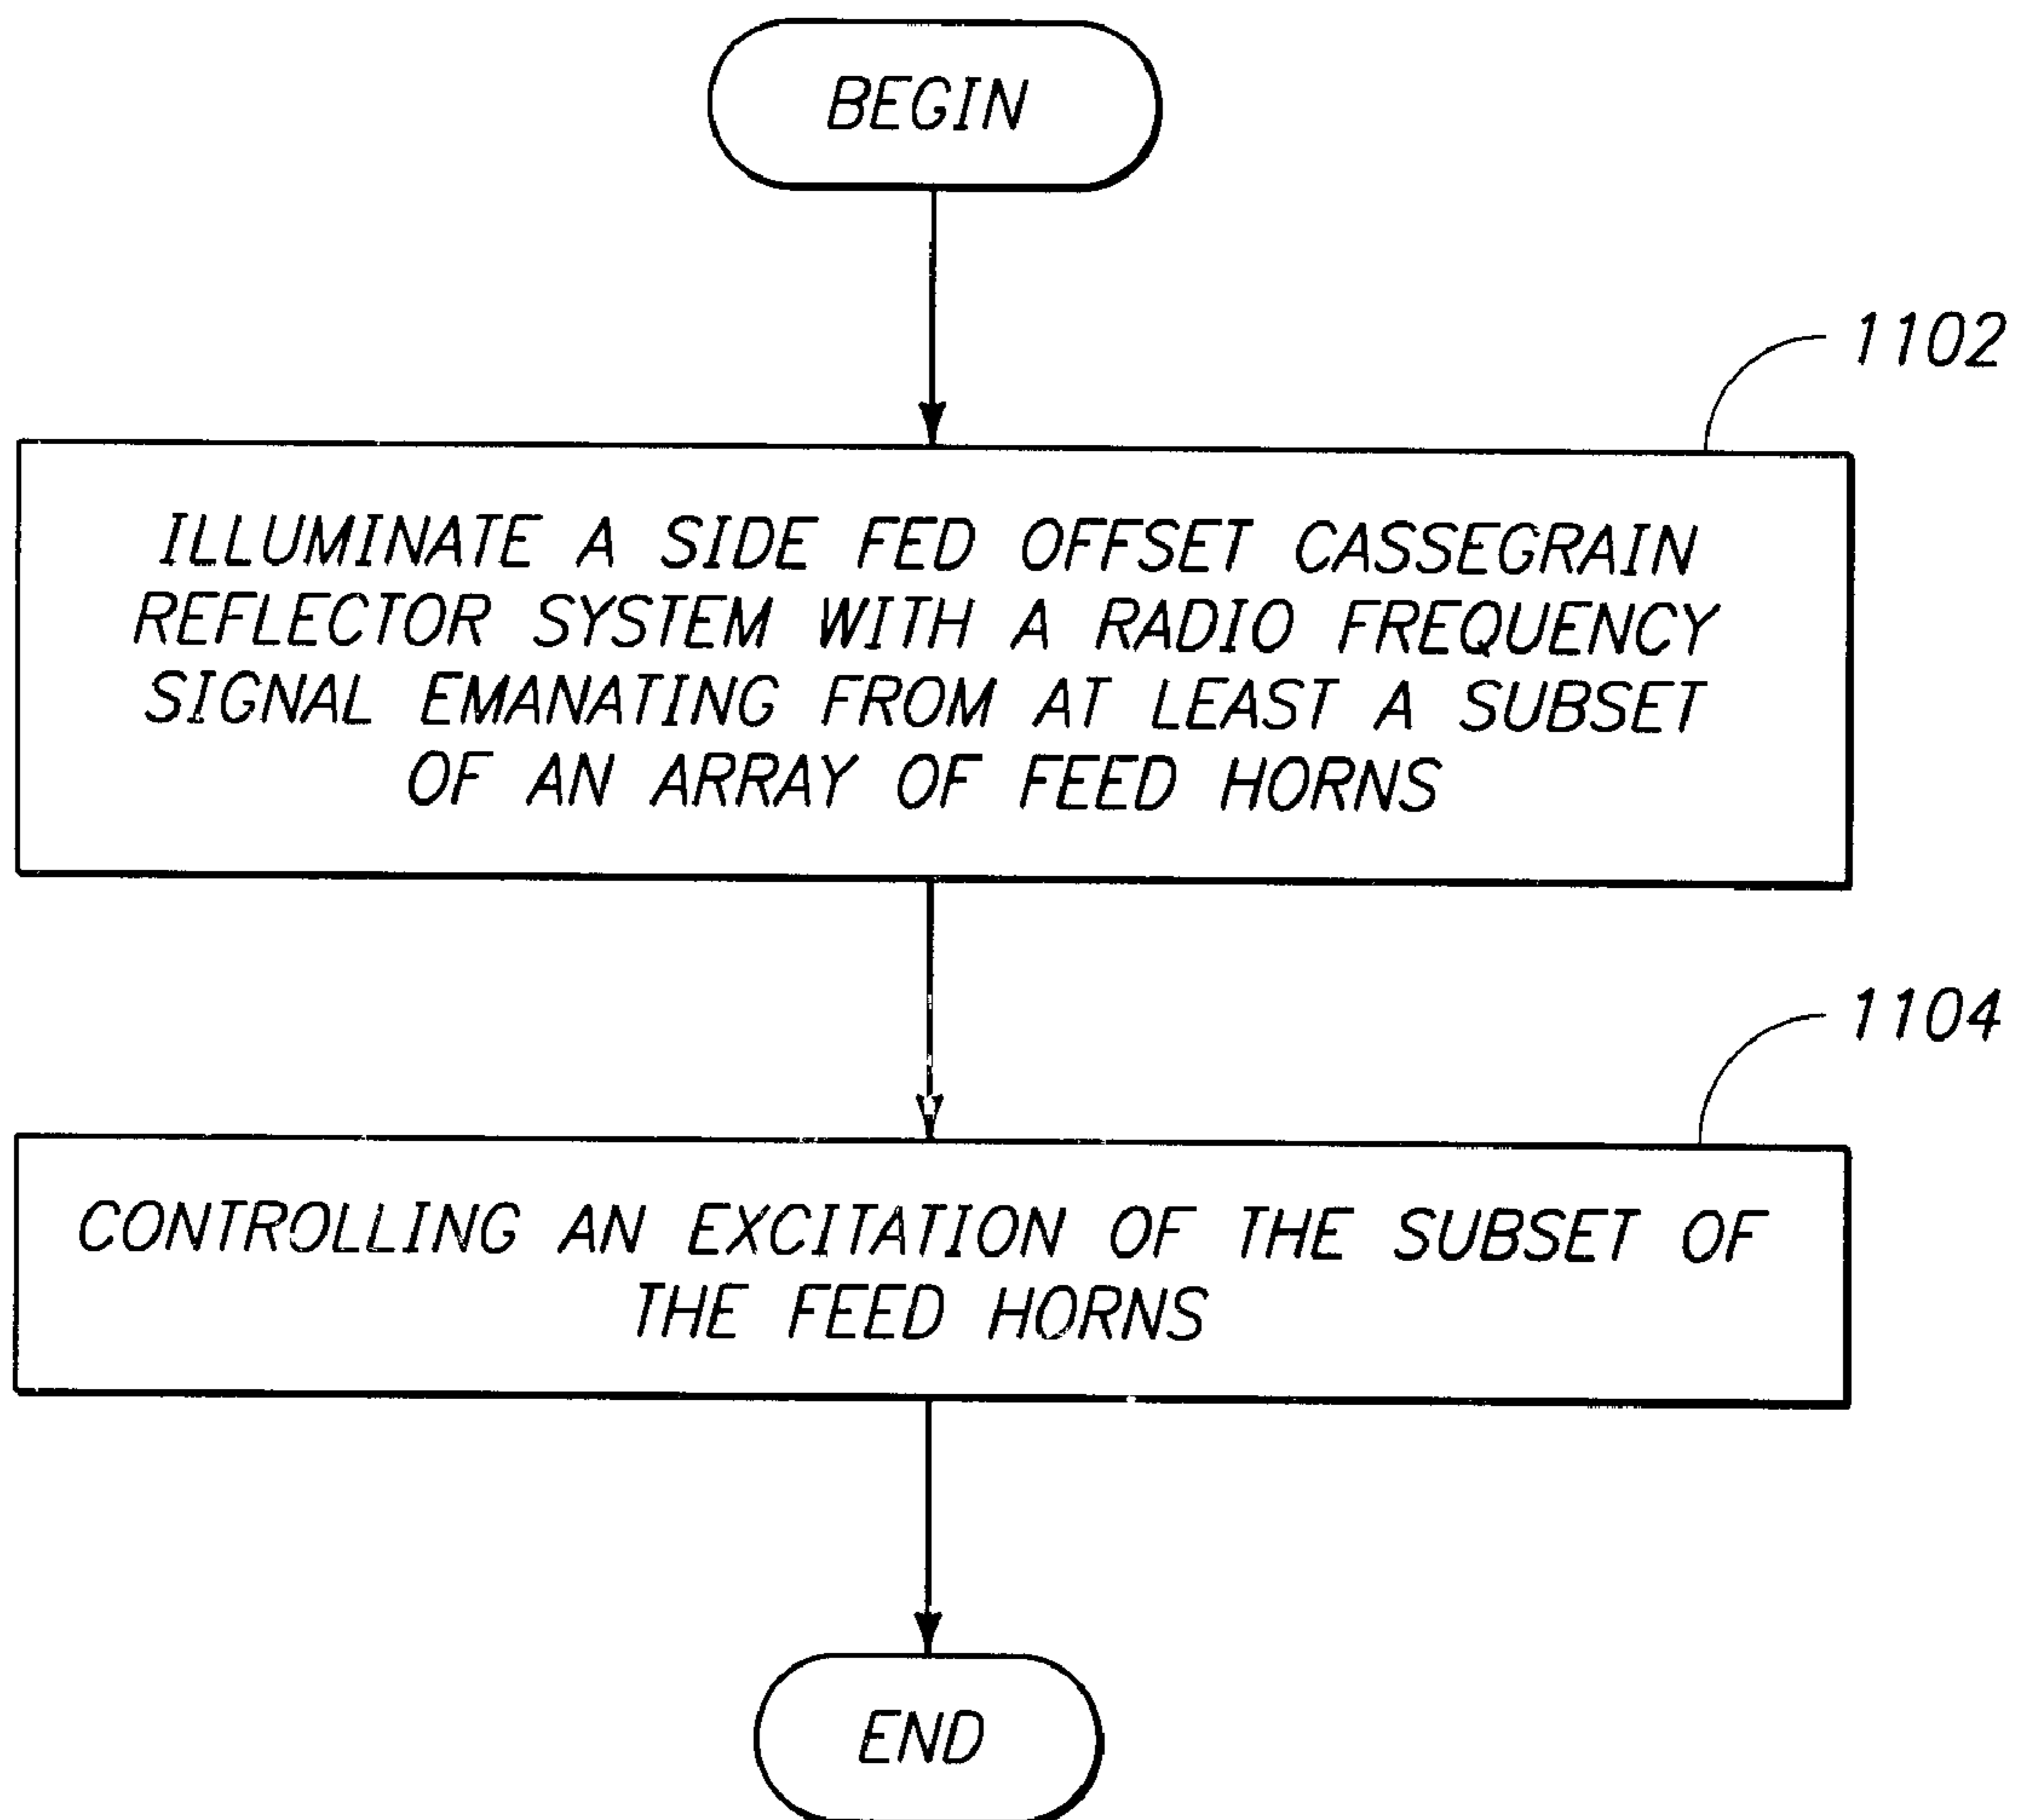 BEGIN
1102
ILLUMINATE A SIDE FED OFFSET CASSEGRAIN
REFLECTOR SYSTEM WITH A RADIO FREQUENCY
SIGNAL EMANATING FROM AT LEAST A SUBSET
OF AN ARRAY OF FEED HORNS
1104
CONTROLLING AN EXCITATION OF THE SUBSET OF
THE FEED HORNS
END